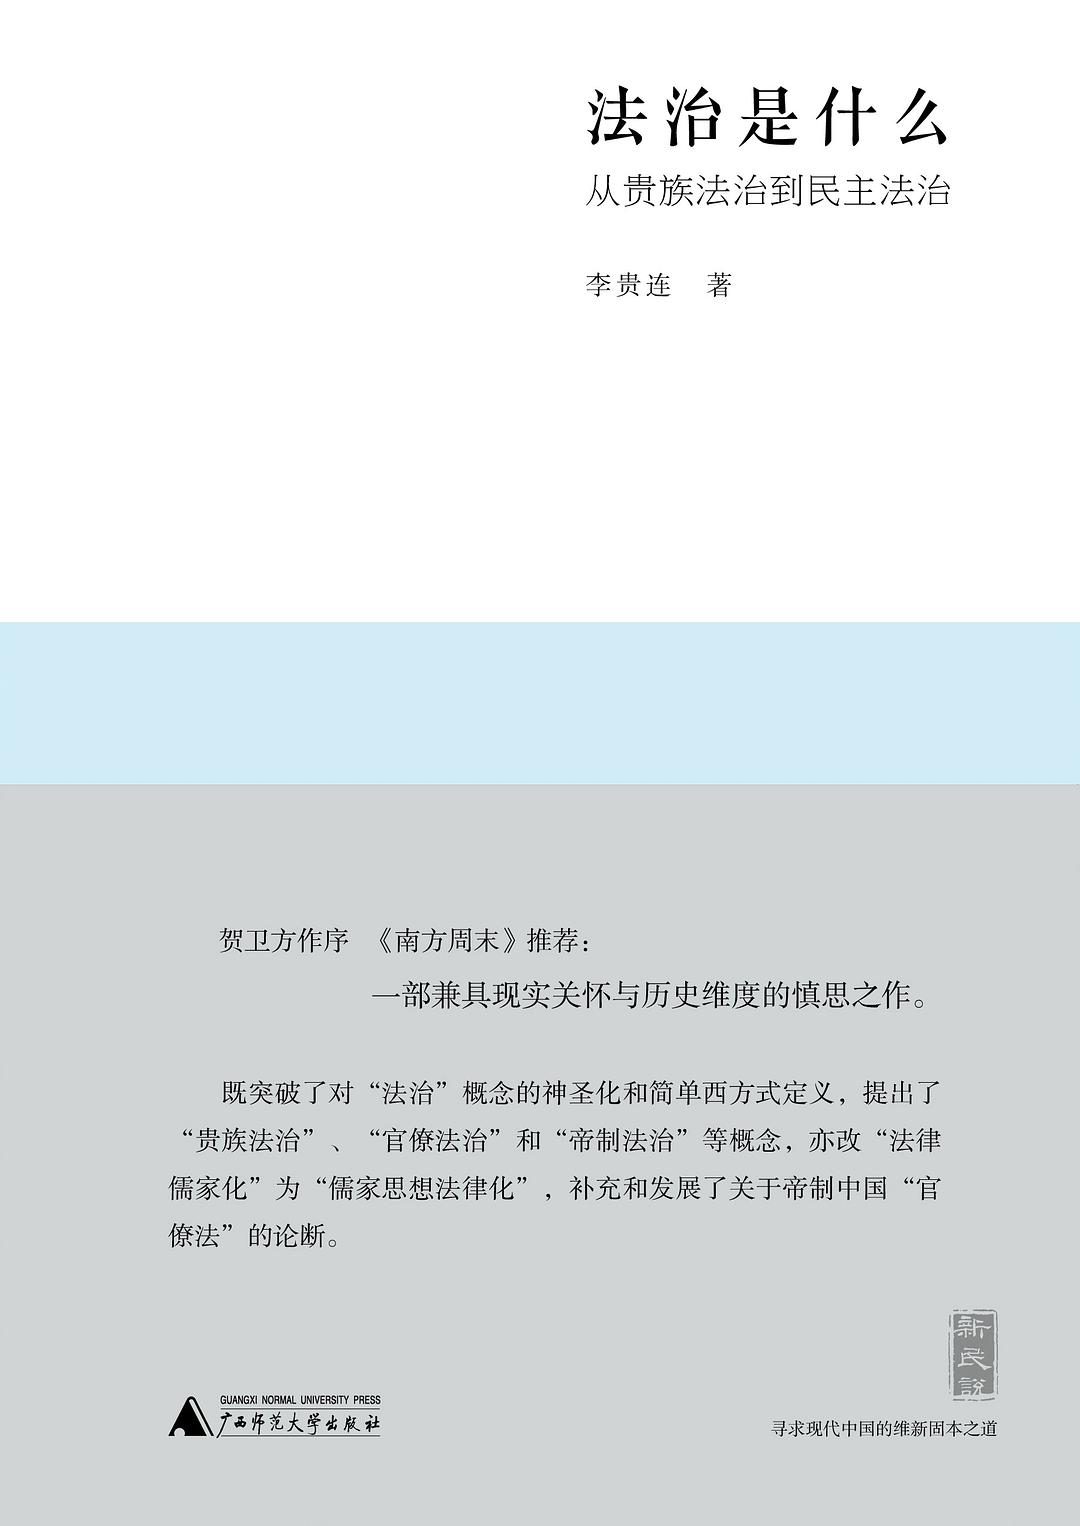 法治是什么
从贵族法治到民主法治
李贵连 著
贺卫方作序 《南方周末》推荐：
一部兼具现实关怀与历史维度的慎思之作。
既突破了对“法治”概念的神圣化和简单西方式定义，提出了
“贵族法治”、“官僚法治”和“帝制法治”等概念，亦改“法律
儒家化”为“儒家思想法律化”，补充和发展了关于帝制中国“官
僚法”的论断。
新民說
GUANGXI NORMAL UNIVERSITY PRESS
广西师范大学出版社
寻求现代中国的维新固本之道